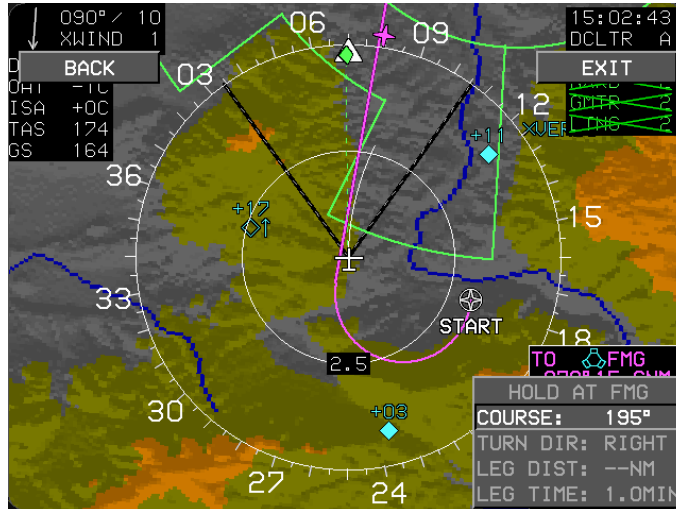 090°/ 10
XWIND 1
BACK
ISA +0C
TAS 174
GS 164
06
09
03
12
36
15
33
18
30
27
24
15:02:43
DCLTR A
EXIT
GMTR 2
+11
+17
START
2.5
+03
TO FMG
HOLD AT FMG
COURSE: 195°
TURN DIR: RIGHT
LEG DIST: --NM
LEG TIME: 1.0MIN